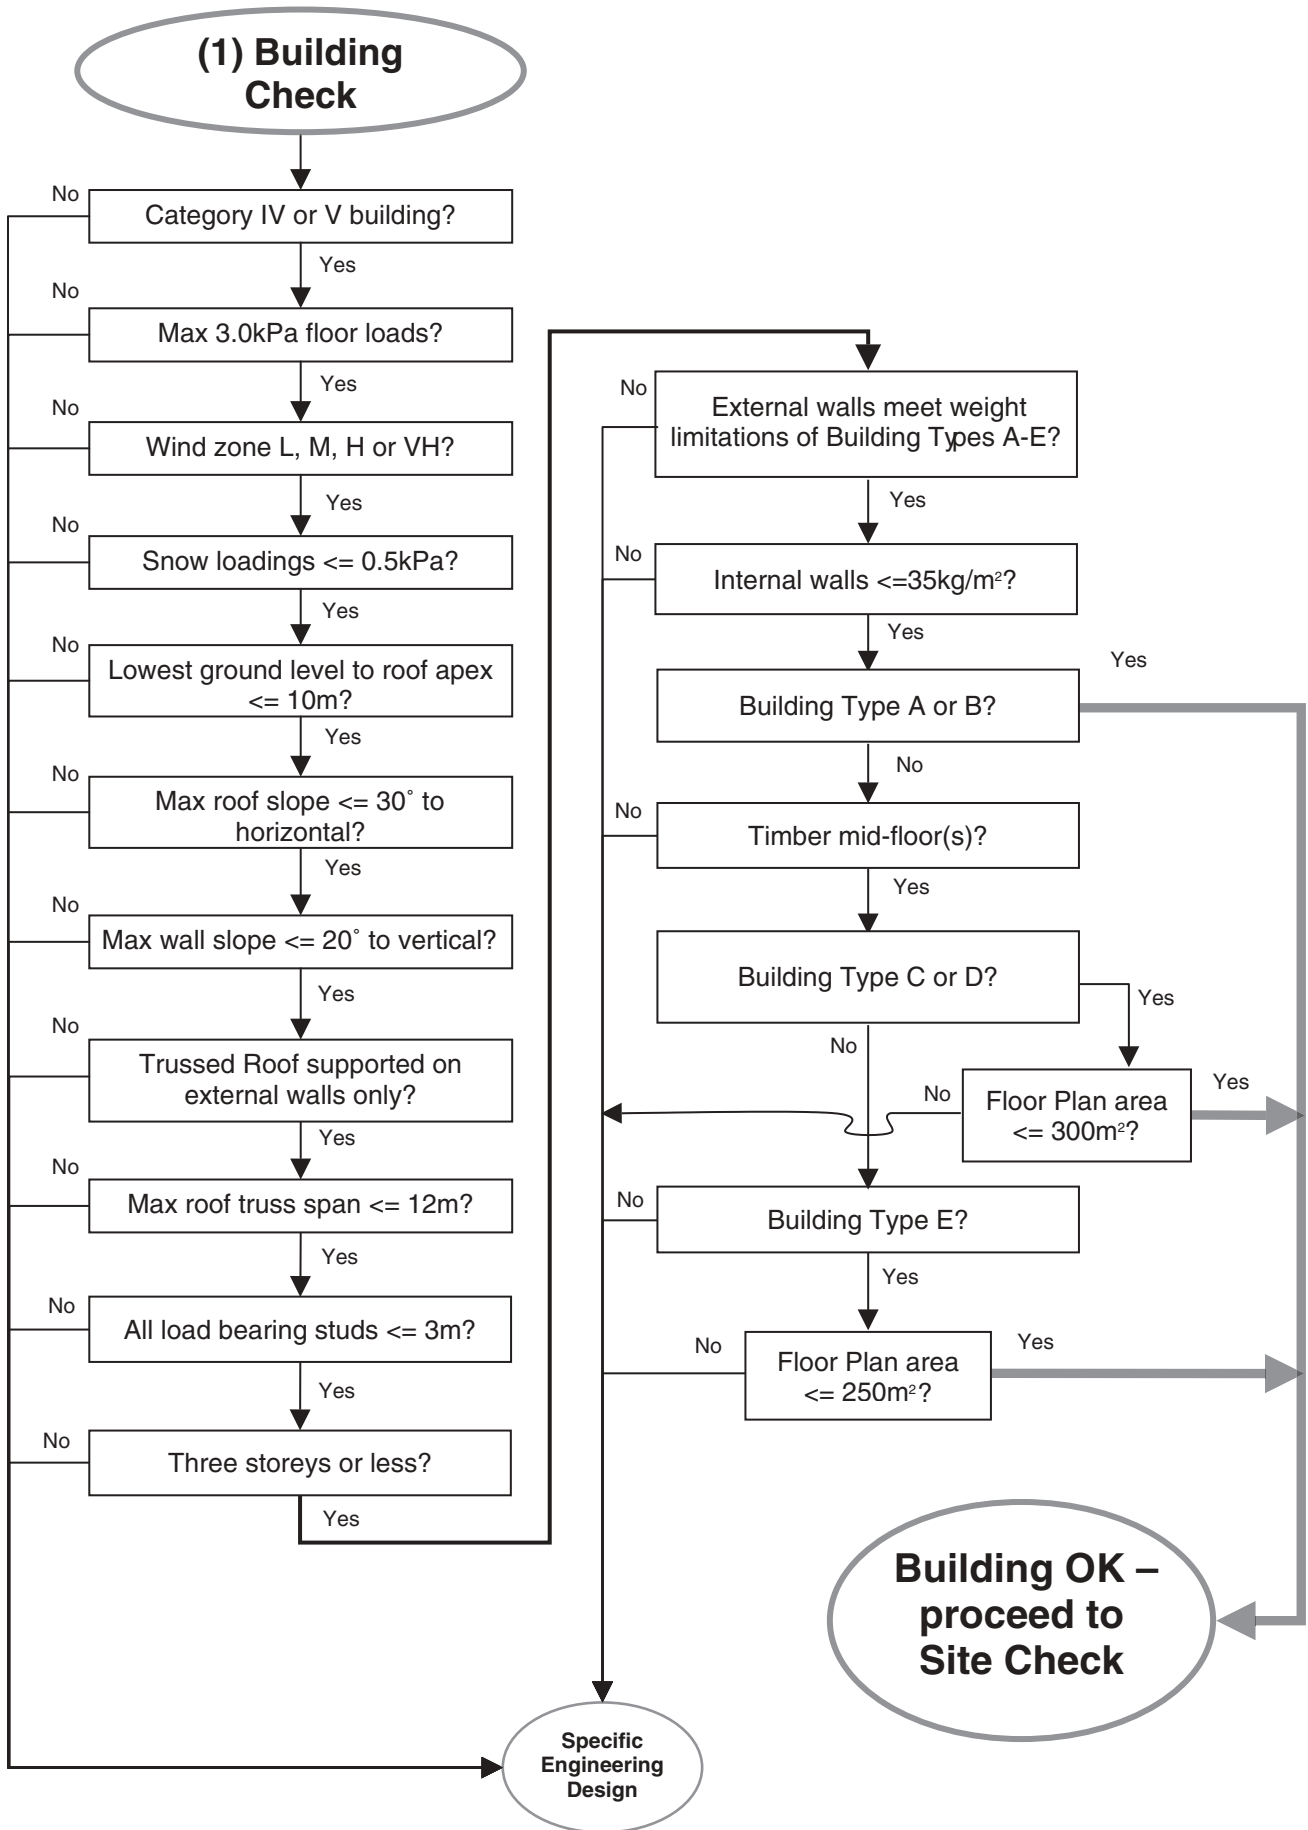 (1) Building
Check
No
Category IV or V building?
Yes
No
Max 3.0kPa floor loads?
Yes
No
Wind zone L, M, H or VH?
Yes
No
Snow loadings <= 0.5kPa?
Yes
No
Lowest ground level to roof apex
<= 10m?
Yes
No
Max roof slope <= 30˚ to
horizontal?
Yes
No
Max wall slope <= 20˚ to vertical?
Yes
No
Trussed Roof supported on
external walls only?
Yes
No
Max roof truss span <= 12m?
Yes
No
All load bearing studs <= 3m?
Yes
No
Three storeys or less?
Yes
No
External walls meet weight
limitations of Building Types A-E?
Yes
No
Internal walls <=35kg/m²?
Yes
Building Type A or B?
Yes
No
No
Timber mid-floor(s)?
Yes
Building Type C or D?
Yes
No
No
Floor Plan area
<= 300m²?
Yes
No
Building Type E?
Yes
No
Floor Plan area
<= 250m²?
Yes
Building OK –
proceed to
Site Check
Specific
Engineering
Design